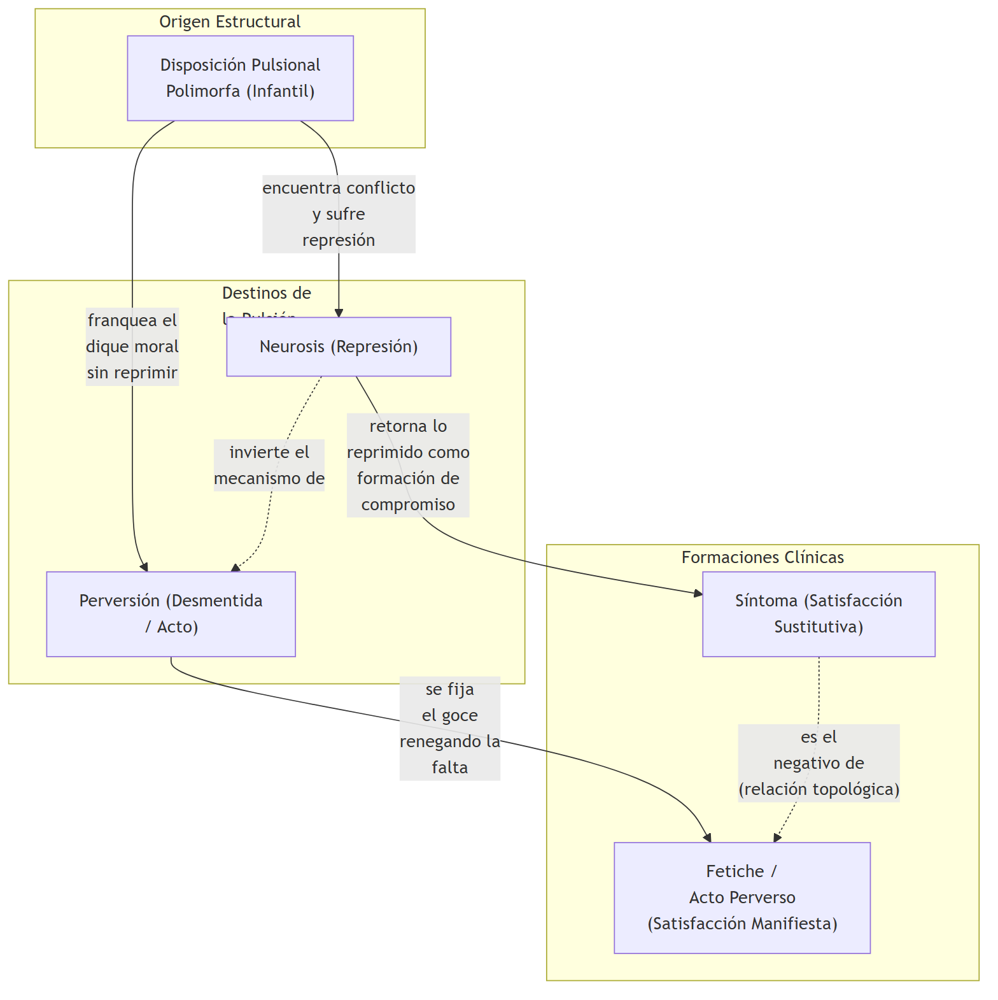 Origen Estructural
Disposición Pulsional
Polimorfa (Infantil)
encuentra conflicto
y sufre
represión
Destinos de
la Pulsión
franquea el
dique moral
sin reprimir
Neurosis (Represión)
retorna lo
reprimido como
formación de
compromiso
invierte el
mecanismo de
Formaciones Clínicas
Perversión (Desmentida
/ Acto)
Síntoma (Satisfacción
Sustitutiva)
se fija
el goce
renegando la
falta
es el
negativo de
(relación topológica)
Fetiche /
Acto Perverso
(Satisfacción Manifiesta)